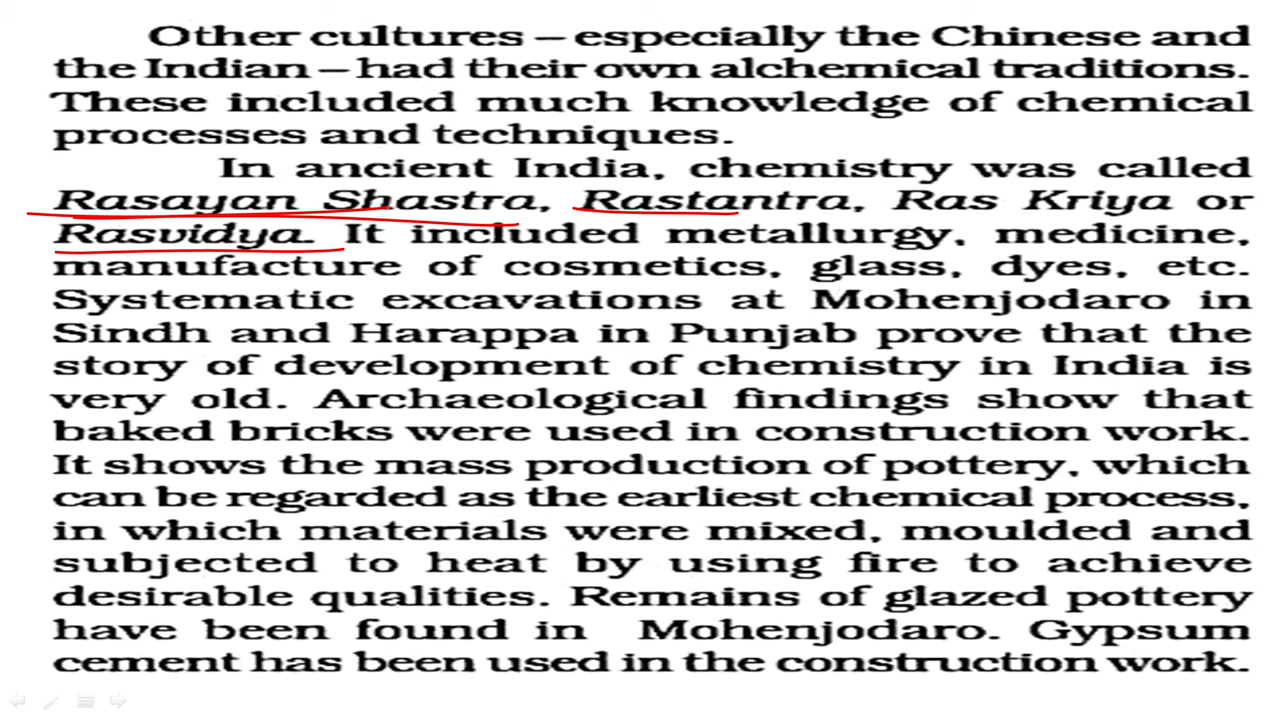 Other cultures – especially the Chinese and
the Indian – had their own alchemical traditions.
These included much knowledge of chemical
processes and techniques.
In ancient India, chemistry was called
Rasayan Shastra, Rastantra, Ras Kriya or
Rasvidya. It included metallurgy, medicine,
manufacture of cosmetics, glass, dyes, etc.
Systematic excavations at Mohenjodaro in
Sindh and Harappa in Punjab prove that the
story of development of chemistry in India is
very old. Archaeological findings show that
baked bricks were used in construction work.
It shows the mass production of pottery, which
can be regarded as the earliest chemical process,
in which materials were mixed, moulded and
subjected to heat by using fire to achieve
desirable qualities. Remains of glazed pottery
have been found in Mohenjodaro. Gypsum
cement has been used in the construction work.